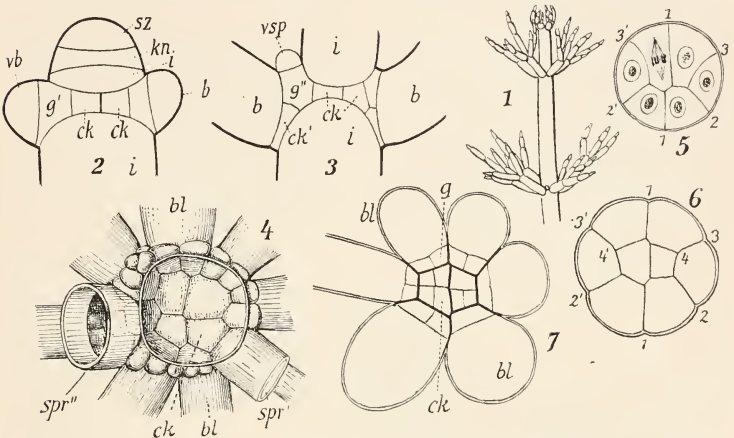 sz
kn
i
vb
g'
b
ck ck
2 i
vsp
i
b g'' b
ck' ck i
3
1
1
3' 3
2' 2
1
5
bl
4
spr''
ck bl spr'
g
bl
7
bl
ck
6
1
3' 3
4' 4
2' 2
1